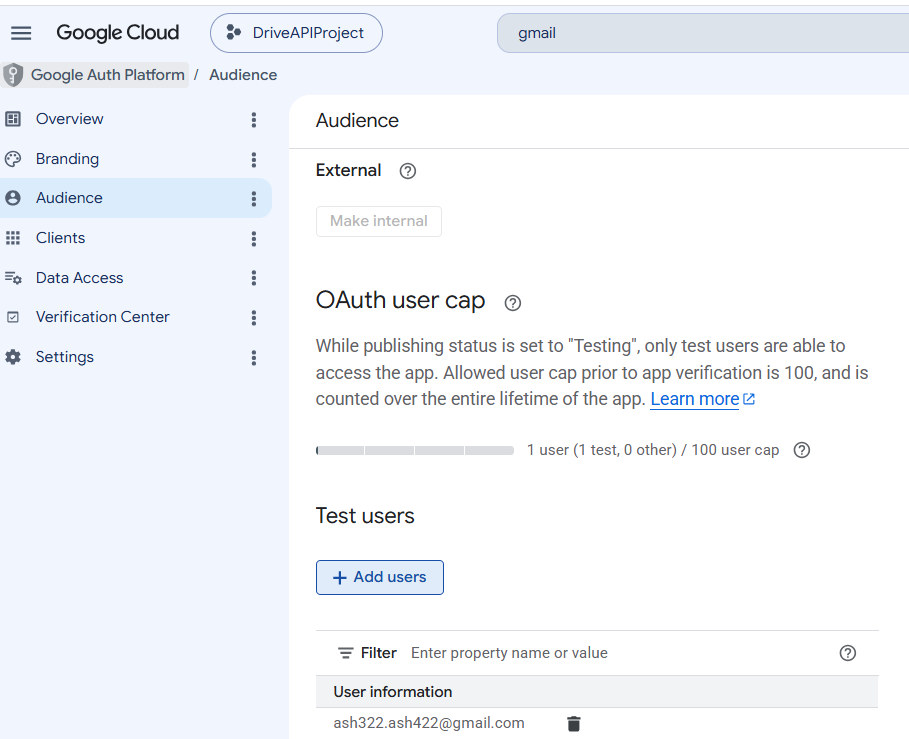 Google Cloud
DriveAPIProject
gmail
Google Auth Platform / Audience
Overview
Branding
Audience
Clients
Data Access
Verification Center
Settings
Audience
External
Make internal
OAuth user cap
While publishing status is set to "Testing", only test users are able to
access the app. Allowed user cap prior to app verification is 100, and is
counted over the entire lifetime of the app. Learn more
1 user (1 test, 0 other) / 100 user cap
Test users
+ Add users
Filter Enter property name or value
User information
ash322.ash422@gmail.com